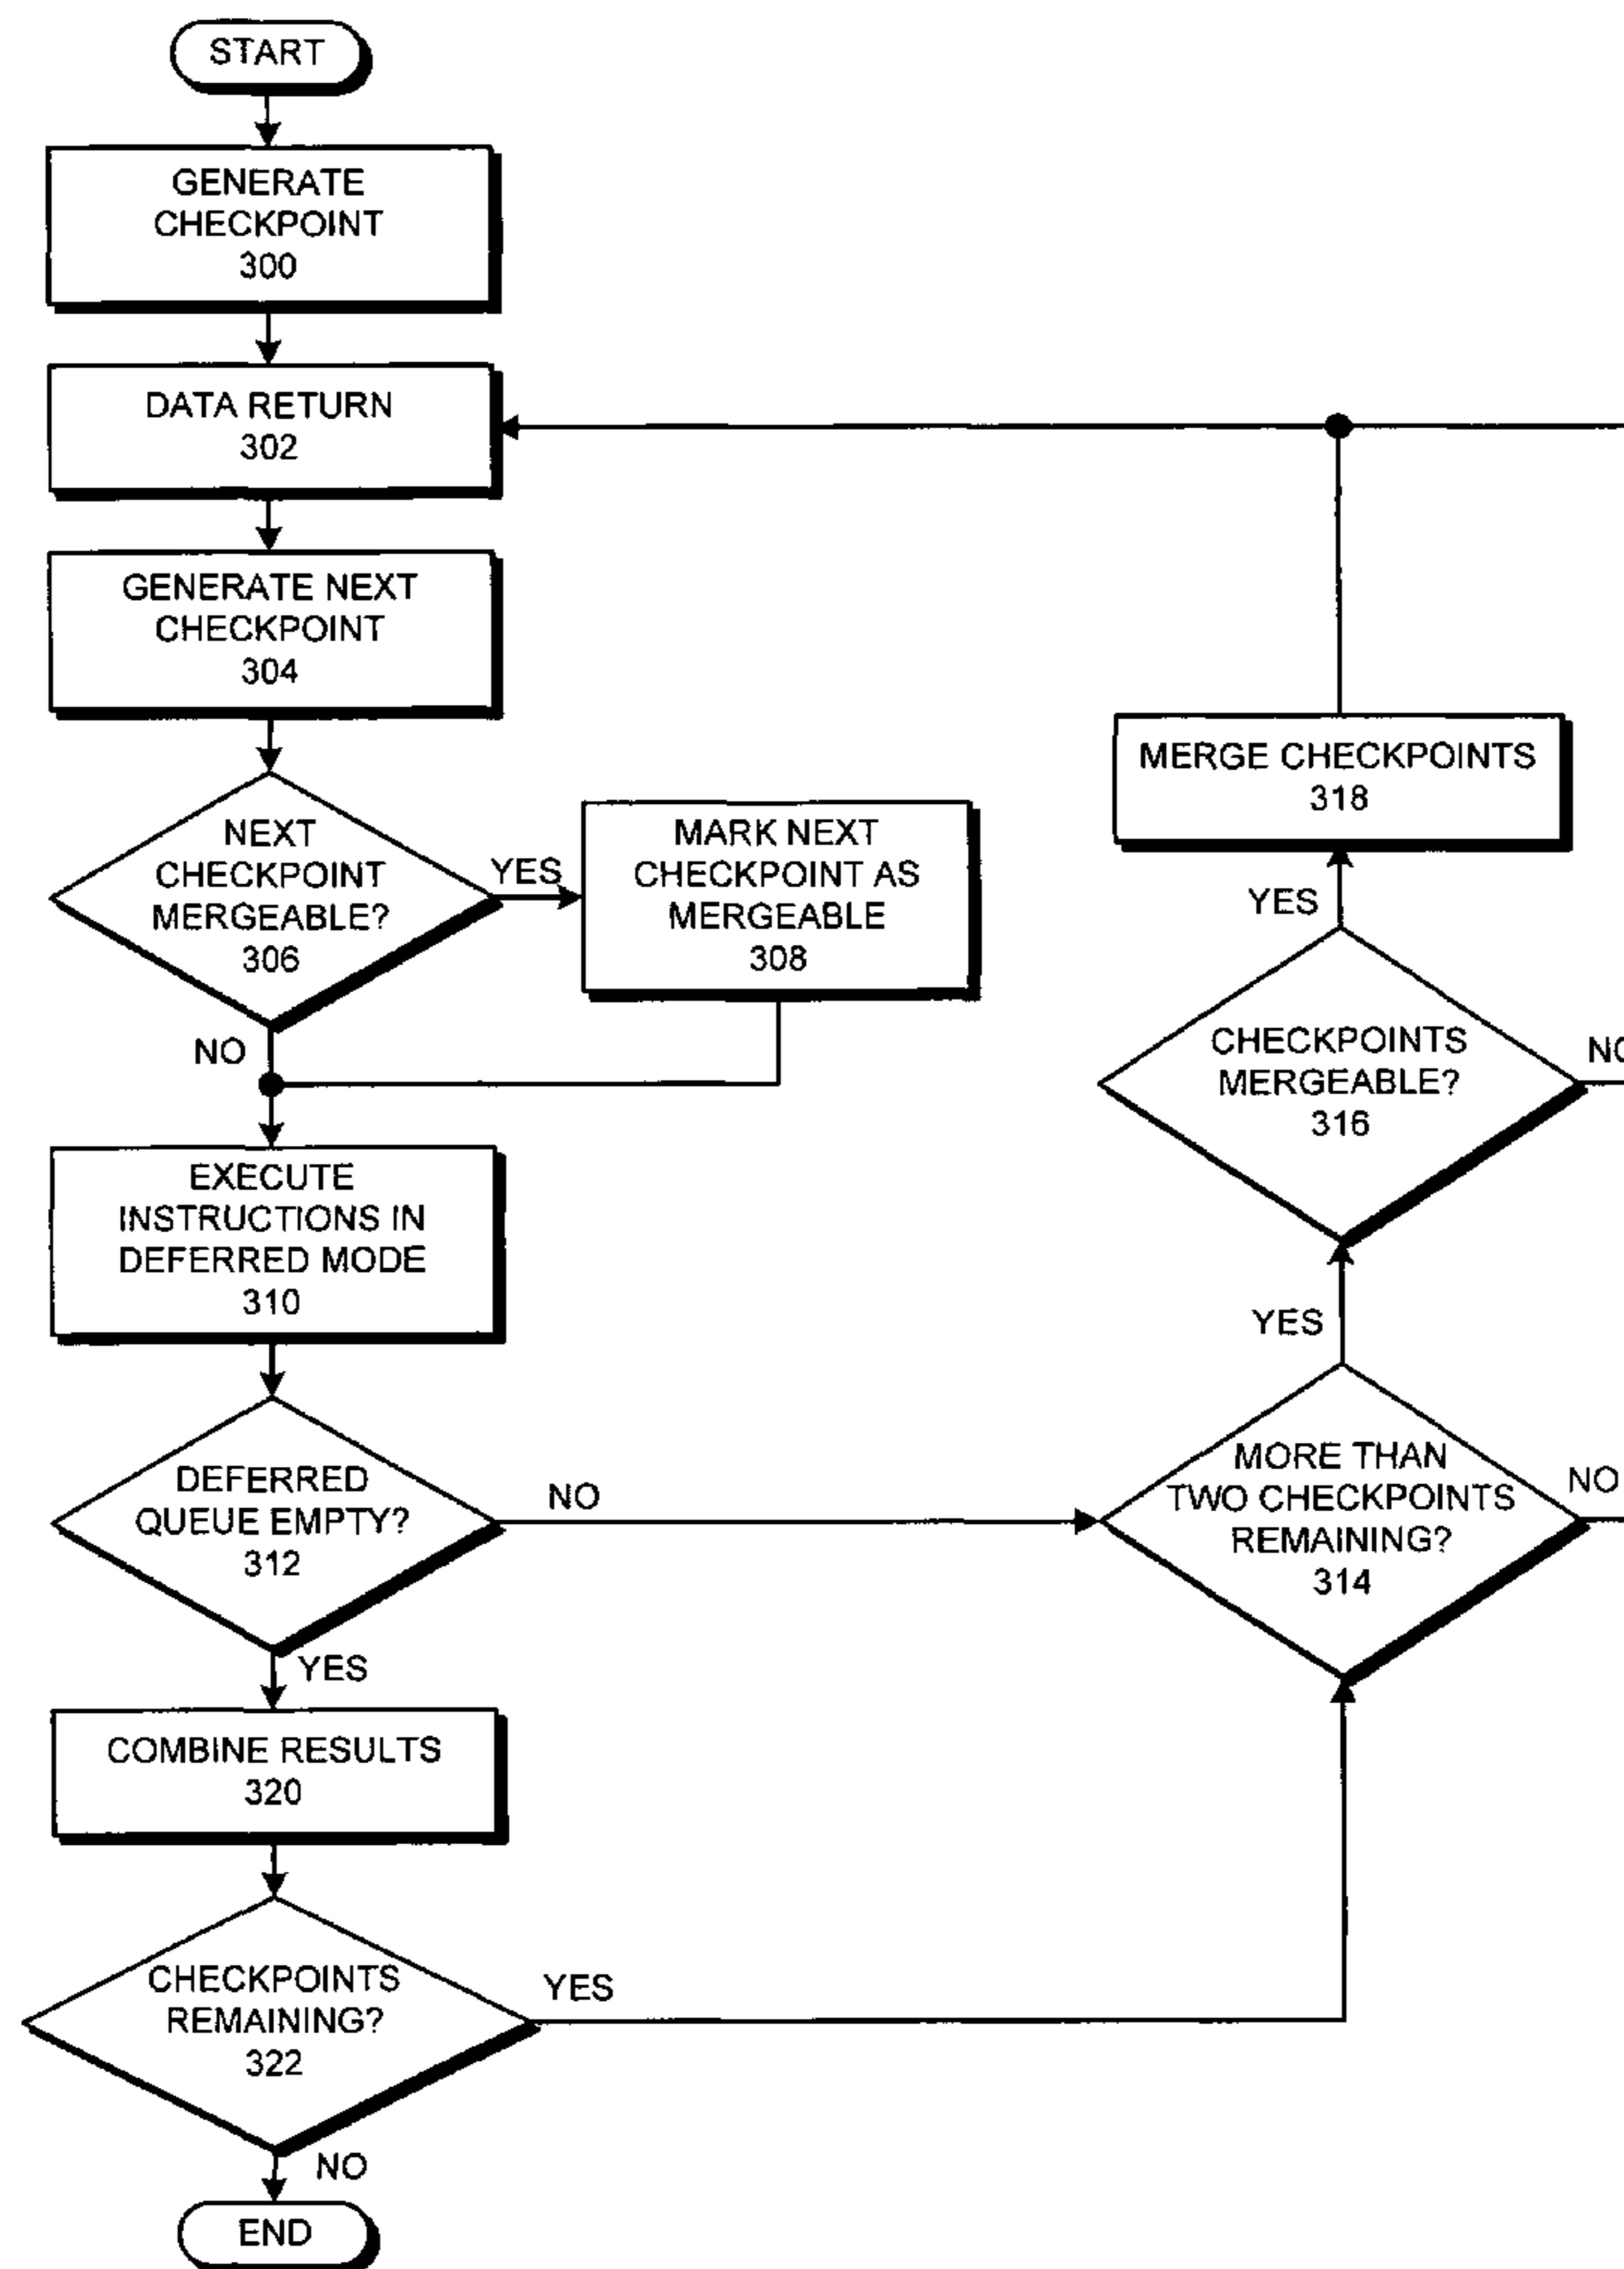 START
GENERATE
CHECKPOINT
300
DATA RETURN
302
GENERATE NEXT
CHECKPOINT
304
NEXT
CHECKPOINT
MERGEABLE?
306
YES
MARK NEXT
CHECKPOINT AS
MERGEABLE
308
NO
EXECUTE
INSTRUCTIONS IN
DEFERRED MODE
310
DEFERRED
QUEUE EMPTY?
312
NO
YES
COMBINE RESULTS
320
CHECKPOINTS
REMAINING?
322
YES
NO
END
MERGE CHECKPOINTS
318
YES
CHECKPOINTS
MERGEABLE?
316
NO
YES
MORE THAN
TWO CHECKPOINTS
REMAINING?
314
NO